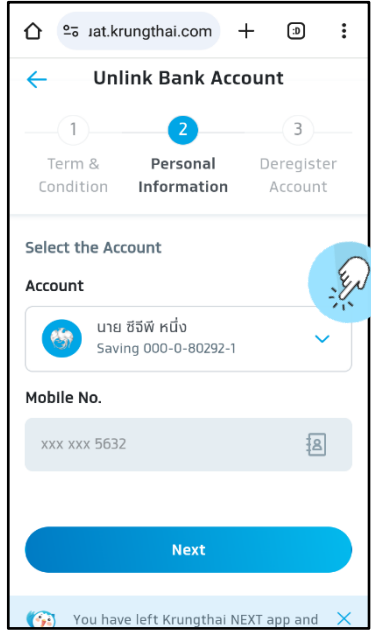 uat.krungthai.com
:D
Unlink Bank Account
1
2
3
Term &
Condition
Personal
Information
Deregister
Account
Select the Account
Account
นาย ซีจีพี หนึ่ง
Saving 000-0-80292-1
Mobile No.
xxx xxx 5632
Next
You have left Krungthai NEXT app and